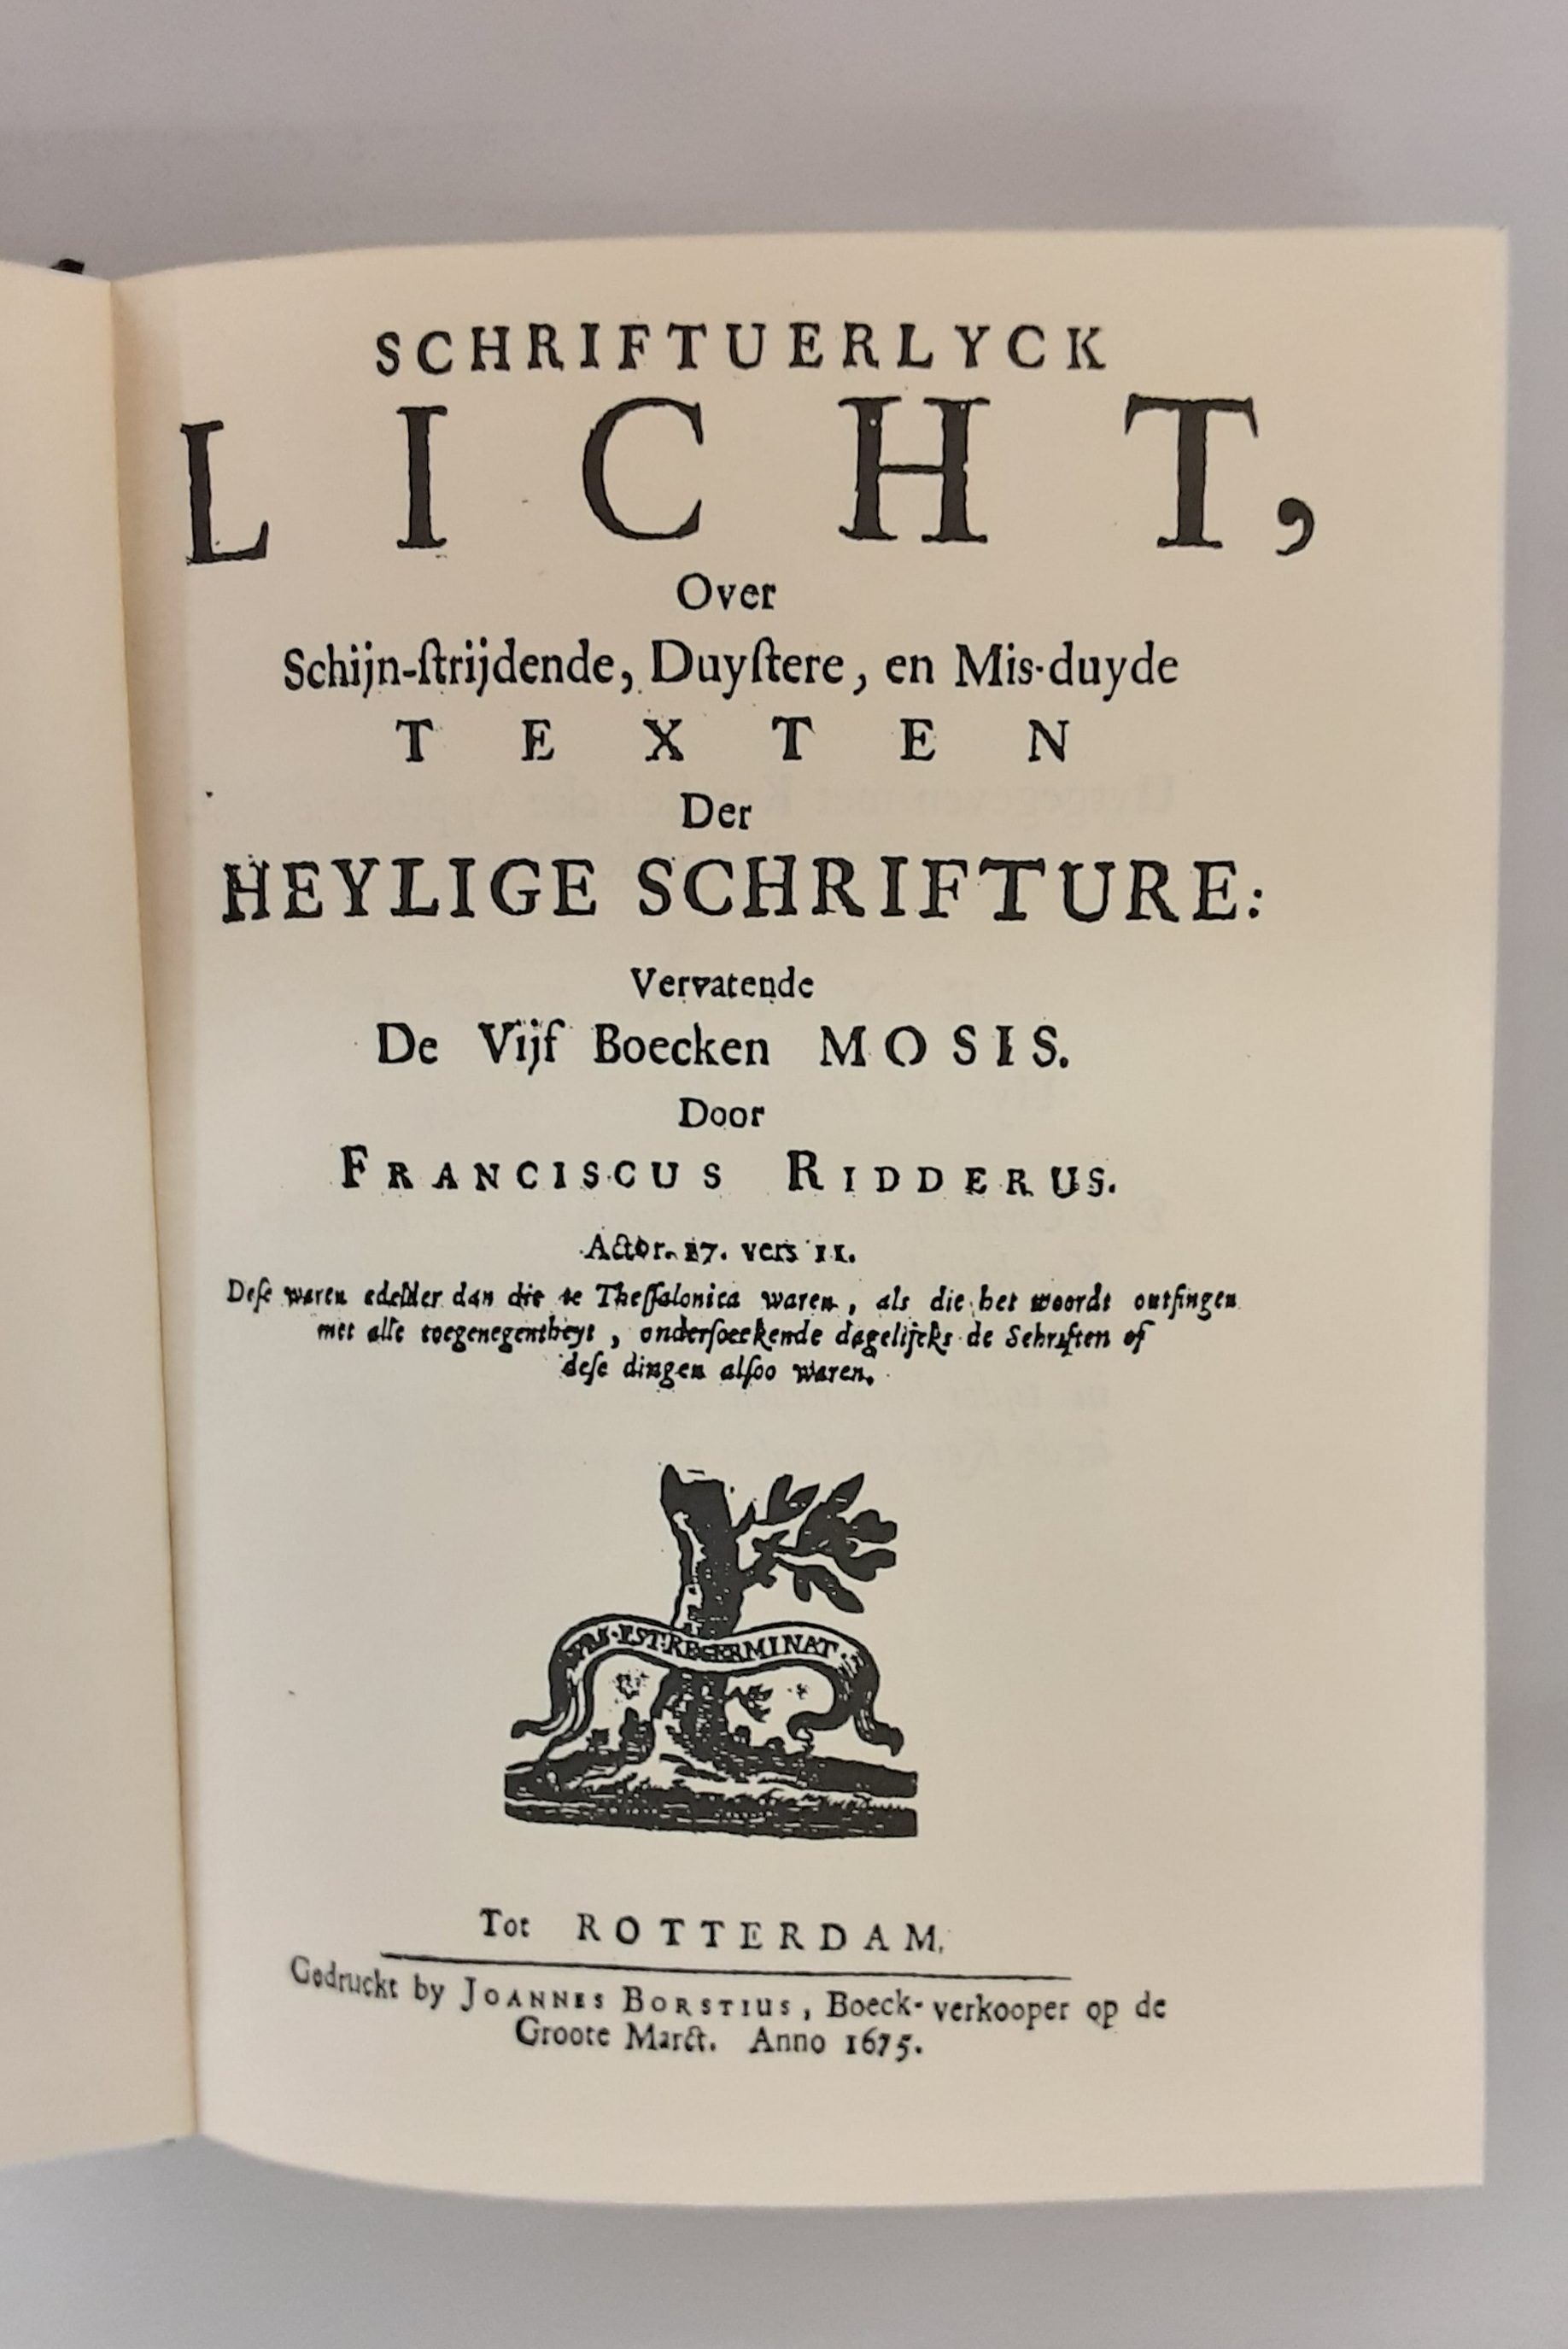 SCHRIFTUERLYCK
LICHT,
Over
Schijn-ſtrijdende, Duyſtere, en Mis-duyde
TEXTEN
Der
HEYLIGE SCHRIFTURE:
Vervatende
De Vijf Boecken MOSIS.
Door
FRANCISCUS RIDDERUS.
Actor. 17. vers 11.
Deſe waren edelder dan die te Theſſalonica waren, als die het woordt ontfingen
met alle toegenegentheyt, onderſoeckende dagelijcks de Schriften of
deſe dingen alſoo waren.
EST·REGERMINAT·
Tot ROTTERDAM,
Gedruckt by JOANNES BORSTIUS, Boeck-verkooper op de
Groote Marct. Anno 1675.